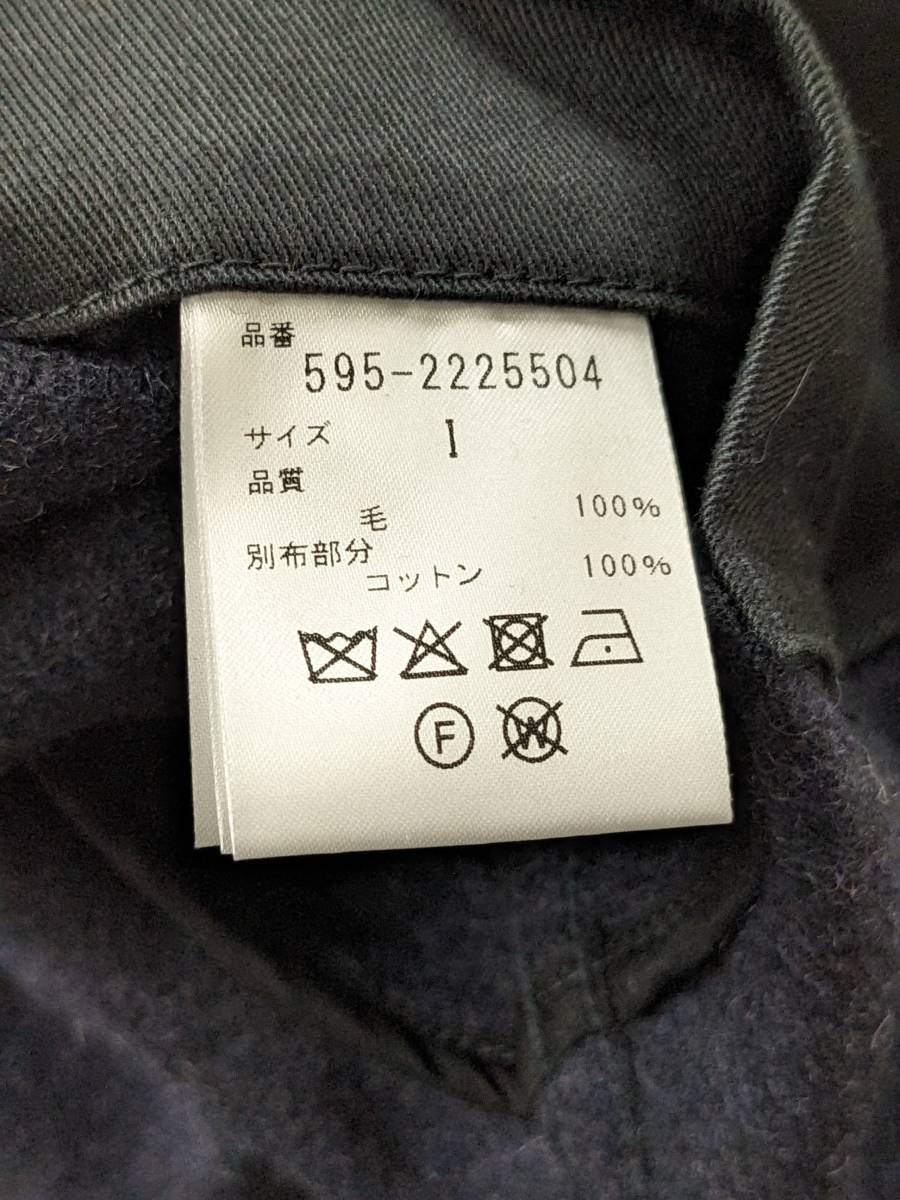 品番
595-2225504
サイズ I
品質
毛 100%
別布部分
コットン 100%
F W